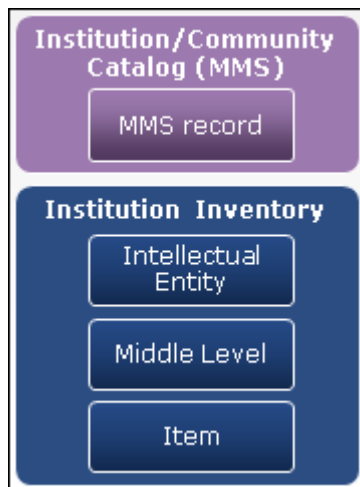 Institution/Community
Catalog (MMS)
MMS record
Institution Inventory
Intellectual
Entity
Middle Level
Item